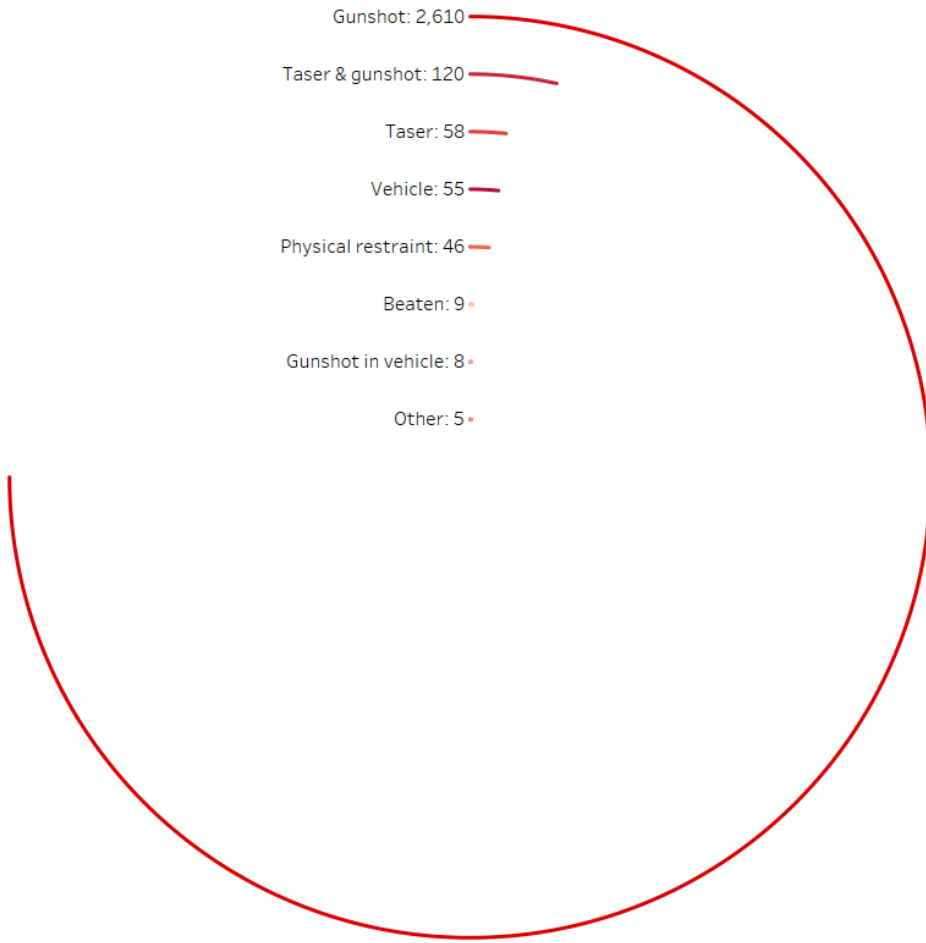 Gunshot: 2,610
Taser & gunshot: 120
Taser: 58
Vehicle: 55
Physical restraint: 46
Beaten: 9
Gunshot in vehicle: 8
Other: 5